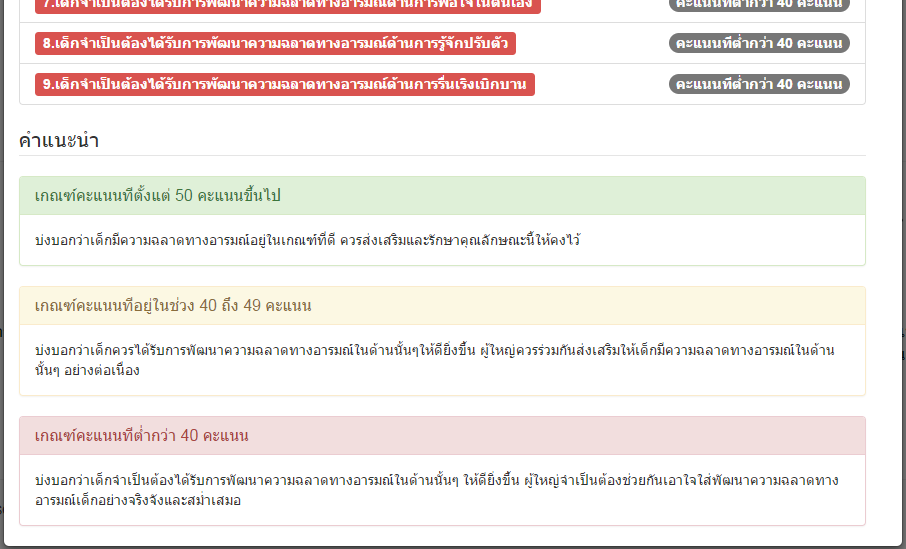 7.เด็กจำเป็นต้องได้รับการพัฒนาความฉลาดทางอารมณ์ด้านการพอใจในตนเอง คะแนนที่ต่ำกว่า 40 คะแนน
8.เด็กจำเป็นต้องได้รับการพัฒนาความฉลาดทางอารมณ์ด้านการรู้จักปรับตัว คะแนนที่ต่ำกว่า 40 คะแนน
9.เด็กจำเป็นต้องได้รับการพัฒนาความฉลาดทางอารมณ์ด้านการรื่นเริงเบิกบาน คะแนนที่ต่ำกว่า 40 คะแนน
คำแนะนำ
เกณฑ์คะแนนที่ตั้งแต่ 50 คะแนนขึ้นไป
บ่งบอกว่าเด็กมีความฉลาดทางอารมณ์อยู่ในเกณฑ์ที่ดี ควรส่งเสริมและรักษาคุณลักษณะนี้ให้คงไว้
เกณฑ์คะแนนที่อยู่ในช่วง 40 ถึง 49 คะแนน
บ่งบอกว่าเด็กควรได้รับการพัฒนาความฉลาดทางอารมณ์ในด้านนั้นๆให้ดียิ่งขึ้น ผู้ใหญ่ควรร่วมกันส่งเสริมให้เด็กมีความฉลาดทางอารมณ์ในด้าน
นั้นๆ อย่างต่อเนื่อง
เกณฑ์คะแนนที่ต่ำกว่า 40 คะแนน
บ่งบอกว่าเด็กจำเป็นต้องได้รับการพัฒนาความฉลาดทางอารมณ์ในด้านนั้นๆ ให้ดียิ่งขึ้น ผู้ใหญ่จำเป็นต้องช่วยกันเอาใจใส่พัฒนาความฉลาดทาง
อารมณ์เด็กอย่างจริงจังและสม่ำเสมอ